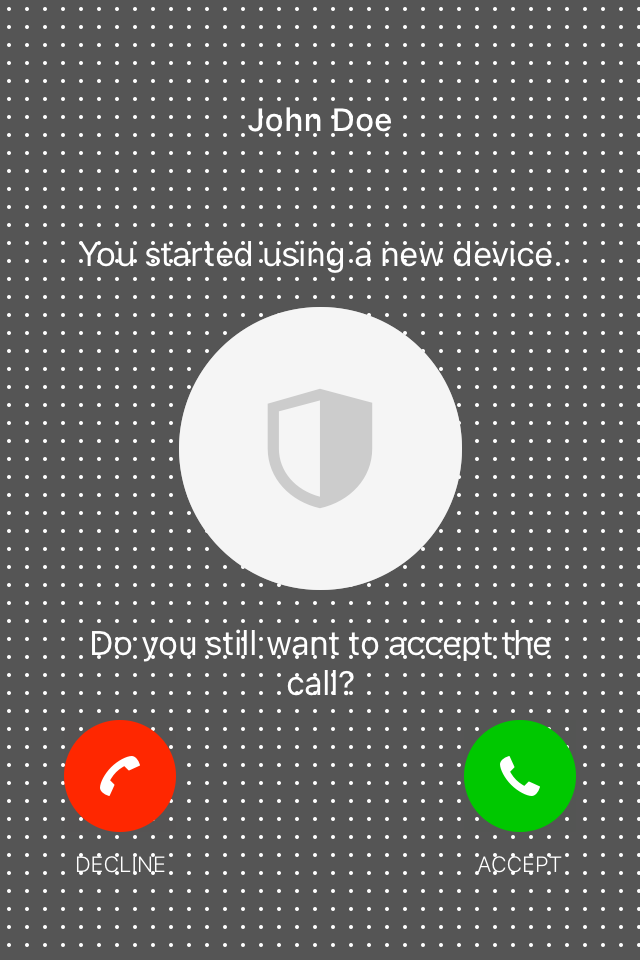 John Doe
You started using a new device.
Do you still want to accept the
call?
DECLINE
ACCEPT